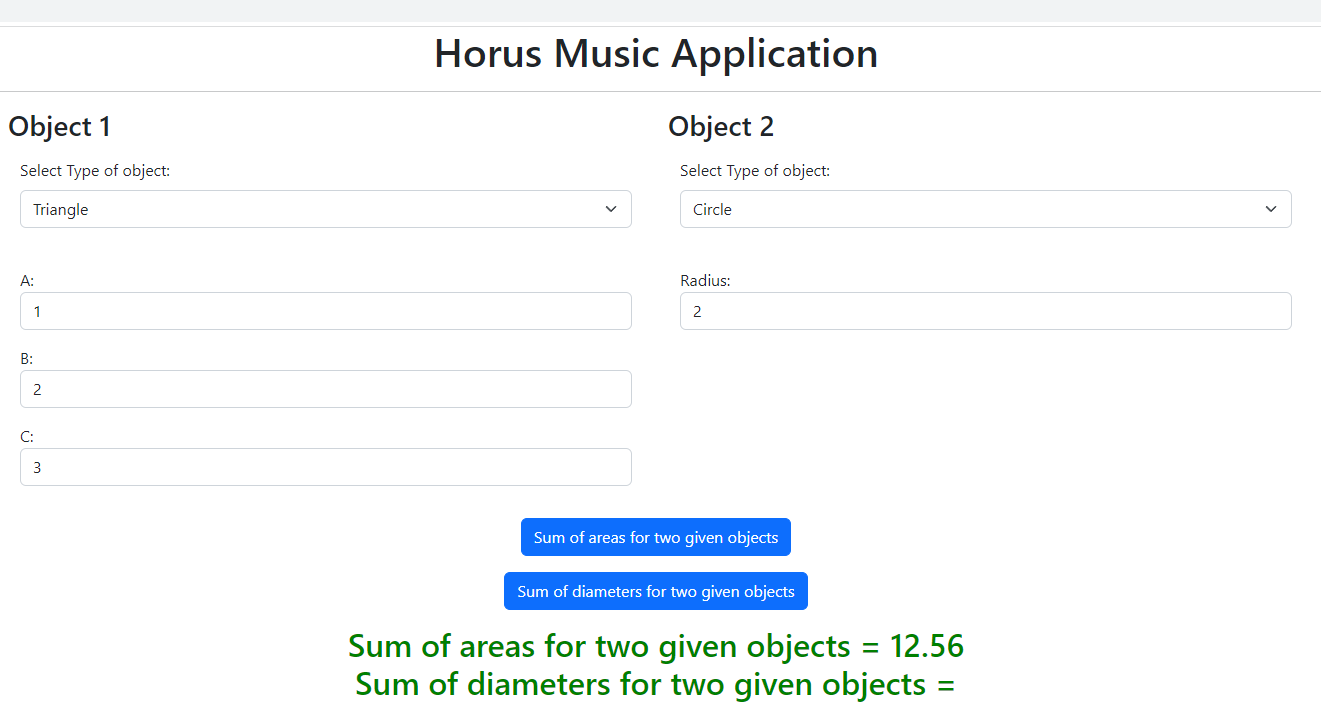 Horus Music Application
Object 1
Select Type of object:
Triangle
A:
1
B:
2
C:
3
Object 2
Select Type of object:
Circle
Radius:
2
Sum of areas for two given objects
Sum of diameters for two given objects
Sum of areas for two given objects = 12.56
Sum of diameters for two given objects =